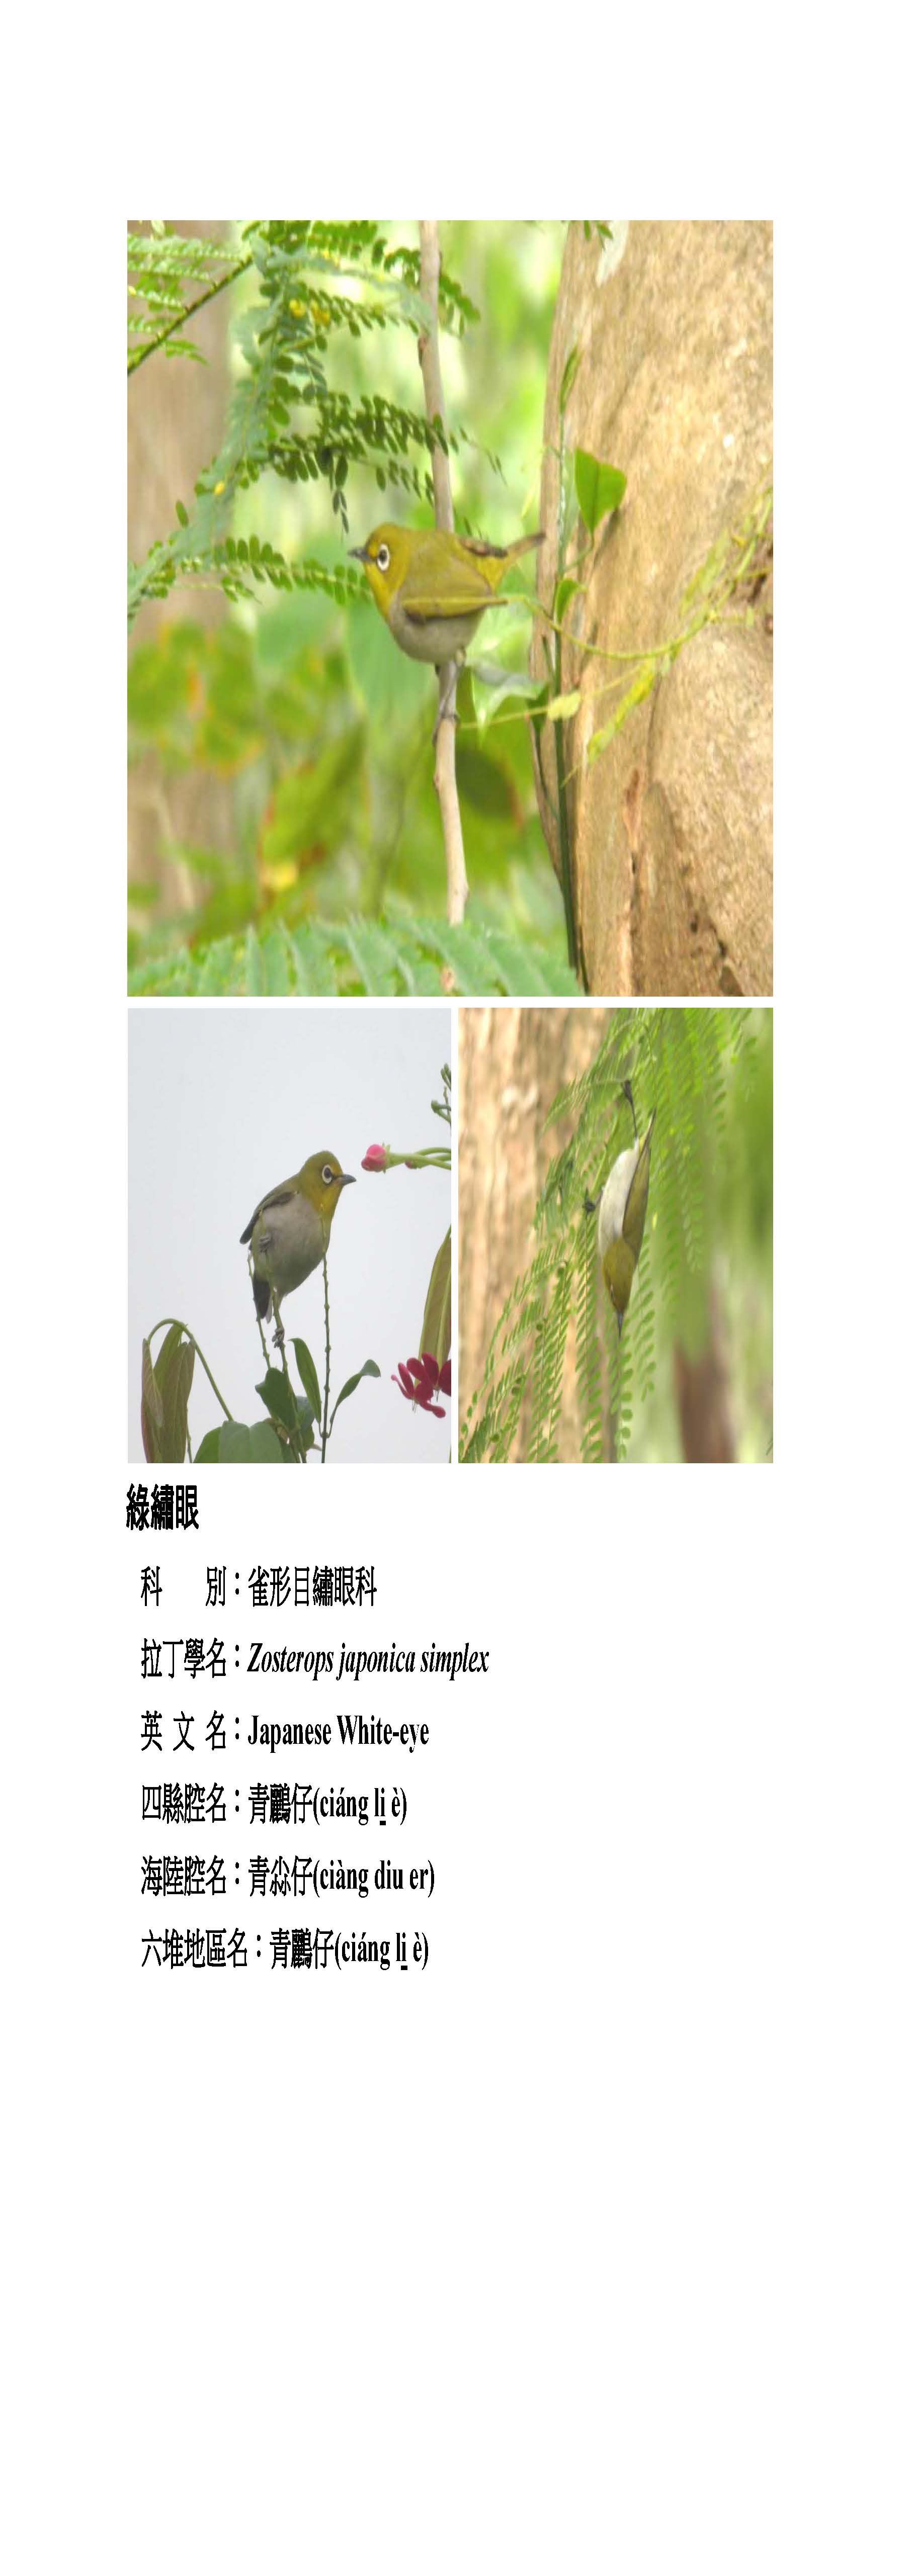 綠繡眼
科　　別：雀形目繡眼科
拉丁學名：Zosterops japonica simplex
英 文 名：Japanese White-eye
四縣腔名：青鸝仔(ciáng li̲ è)
海陸腔名：青尛仔(ciàng diu er)
六堆地區名：青鸝仔(ciáng li̲ è)